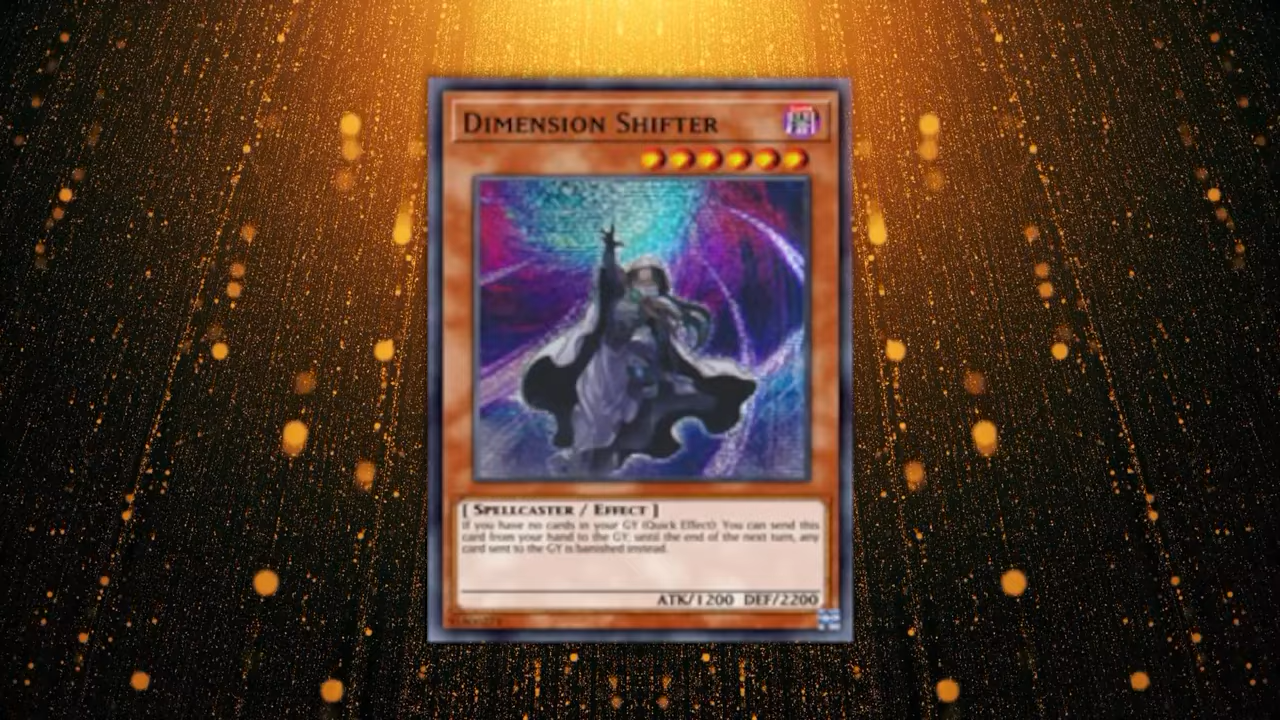 DIMENSION SHIFTER
[ SPELLCASTER / EFFECT ]
If you have no cards in your GY (Quick Effect): You can send this
card from your hand to the GY; until the end of the next turn, any
card sent to the GY is banished instead.
ATK/1200 DEF/2200